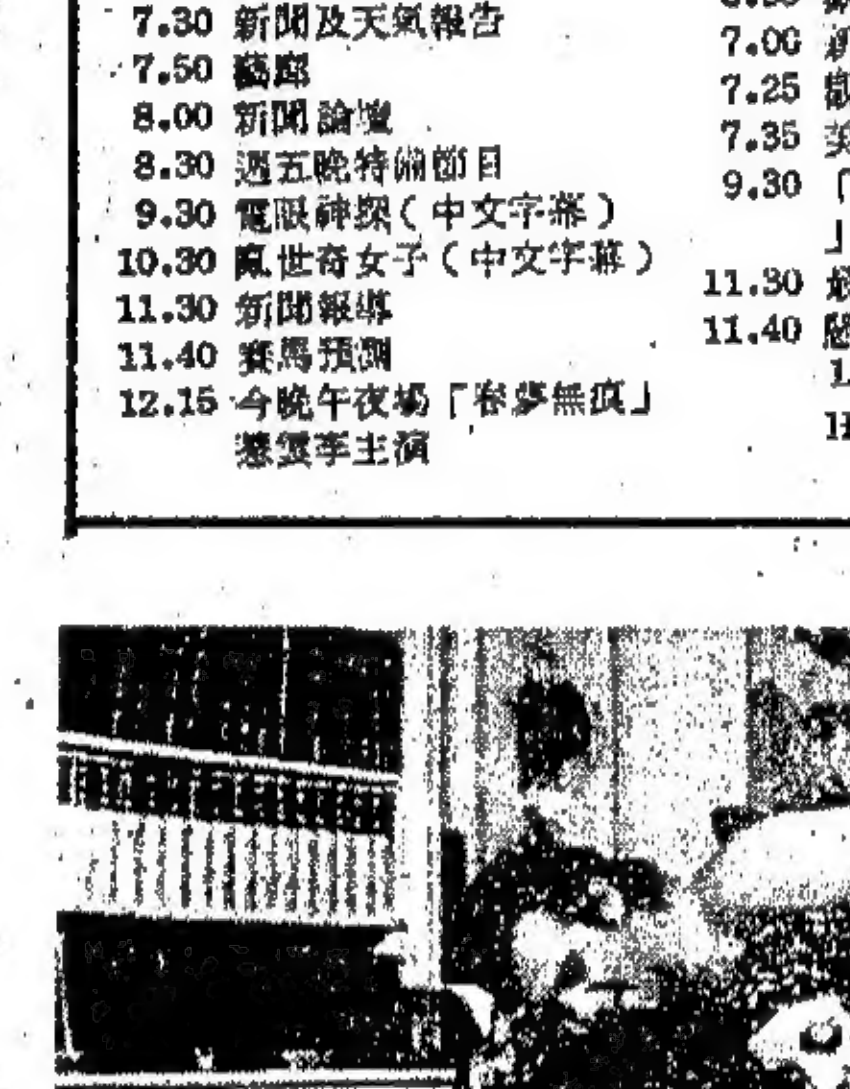 7.30 新聞及天氣報告
7.50 藝廊
8.00 新聞論壇
8.30 週五晚特備節目
9.30 電眼神探（中文字幕）
10.30 亂世奇女子（中文字幕）
11.30 新聞報導
11.40 賽馬預測
12.15 今晚午夜場「春夢無痕」
雲李主演
7.00
7.25
7.35
9.30 「
」
11.30
11.40